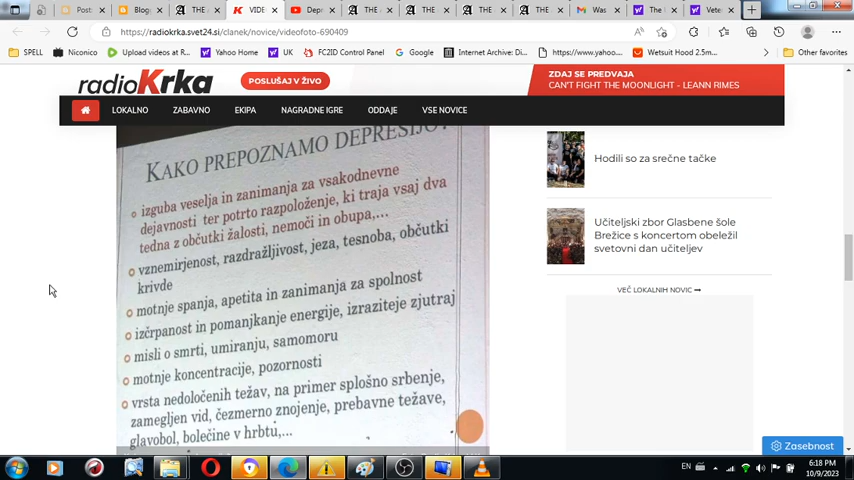 Posti
Blog
THE
VIDE
Depr
THE
THE
THE
THE
Was
The
Vete
https://radiokrka.svet24.si/clanek/novice/videofoto-690409
SPELL
Niconico
Upload videos at R...
Yahoo Home
UK
FC2ID Control Panel
Google
Internet Archive: Di...
https://www.yahoo....
Wetsuit Hood 2.5m...
Other favorites
radioKrka
POSLUŠAJ V ŽIVO
ZDAJ SE PREDVAJA
CAN'T FIGHT THE MOONLIGHT - LEANN RIMES
LOKALNO
ZABAVNO
EKIPA
NAGRADNE IGRE
ODDAJE
VSE NOVICE
KAKO PREPOZNAMO DEPRESIJO?
izguba veselja in zanimanja za vsakodnevne
dejavnosti ter potrto razpoloženje, ki traja vsaj dva
tedna z občutki žalosti, nemoči in obupa,...
vznemirjenost, razdražljivost, jeza, tesnoba, občutki
krivde
motnje spanja, apetita in zanimanja za spolnost
izčrpanost in pomanjkanje energije, izraziteje zjutraj
misli o smrti, umiranju, samomoru
motnje koncentracije, pozornosti
vrsta nedoločenih težav, na primer splošno srbenje,
zamegljen vid, čezmerno znojenje, prebavne težave,
glavobol, bolečine v hrbtu,...
Hodili so za srečne tačke
Učiteljski zbor Glasbene šole
Brežice s koncertom obeležil
svetovni dan učiteljev
VEČ LOKALNIH NOVIC
Zasebnost
EN
6:18 PM
10/9/2023